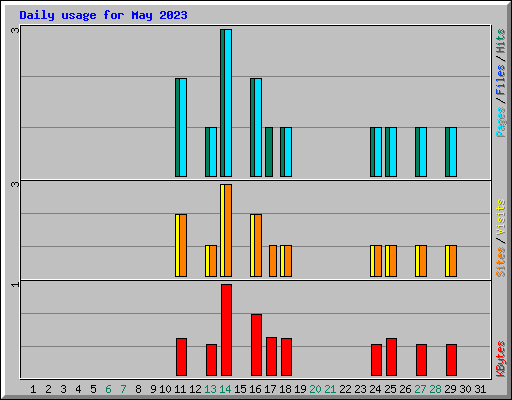 Daily usage for May 2023
3
3
1
Pages/Files/Hits
Sites/Visits
KBytes
1 2 3 4 5 6 7 8 9 10 11 12 13 14 15 16 17 18 19 20 21 22 23 24 25 26 27 28 29 30 31